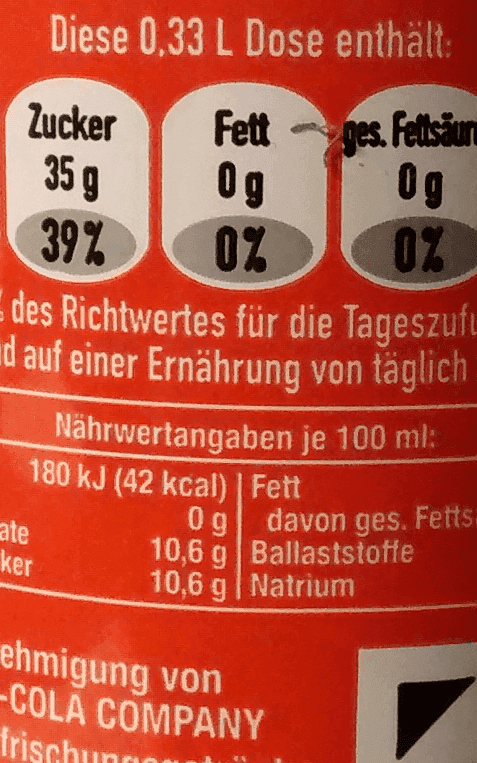 Diese 0,33 L Dose enthält:
Zucker Fett ges. Fettsäur
35 g 0 g 0 g
39% 0% 0%
des Richtwertes für die Tageszufu
d auf einer Ernährung von täglich
Nährwertangaben je 100 ml:
180 kJ (42 kcal) Fett
0 g davon ges. Fetts
ate 10,6 g Ballaststoffe
ker 10,6 g Natrium
ehmigung von
-COLA COMPANY
frischungsgeträn